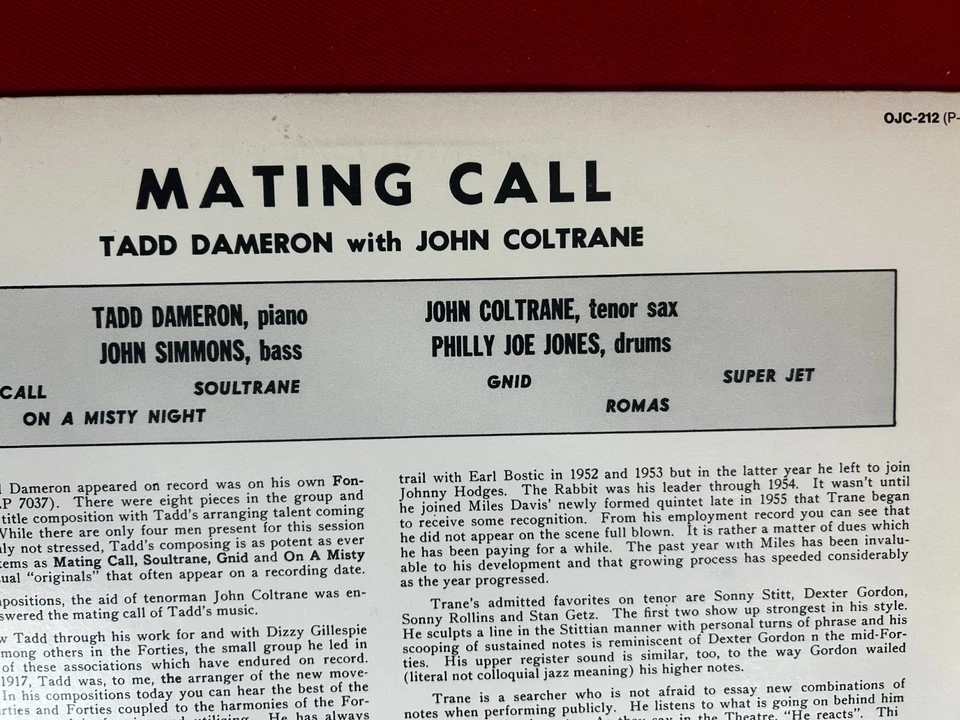 OJC-212 (P-
MATING CALL
TADD DAMERON with JOHN COLTRANE
TADD DAMERON, piano
JOHN COLTRANE, tenor sax
JOHN SIMMONS, bass
PHILLY JOE JONES, drums
CALL
SOULTRANE
GNID
SUPER JET
ON A MISTY NIGHT
ROMAS
Dameron appeared on record was on his own Fon-
P 7037). There were eight pieces in the group and
title composition with Tadd's arranging talent coming
While there are only four men present for this session
ly not stressed, Tadd's composing is as potent as ever
tems as Mating Call, Soultrane, Gnid and On A Misty
ual "originals" that often appear on a recording date.
positions, the aid of tenorman John Coltrane was en-
swered the mating call of Tadd's music.
w Tadd through his work for and with Dizzy Gillespie
mong others in the Forties, the small group he led in
of these associations which have endured on record.
1917, Tadd was, to me, the arranger of the new move-
In his compositions today you can hear the best of the
rties and Forties coupled to the harmonies of the For-
He has always
trail with Earl Bostic in 1952 and 1953 but in the latter year he left to join
Johnny Hodges. The Rabbit was his leader through 1954. It wasn't until
he joined Miles Davis' newly formed quintet late in 1955 that Trane began
to receive some recognition. From his employment record you can see that
he did not appear on the scene full blown. It is rather a matter of dues which
he has been paying for a while. The past year with Miles has been invalu-
able to his development and that growing process has speeded considerably
as the year progressed.
Trane's admitted favorites on tenor are Sonny Stitt, Dexter Gordon,
Sonny Rollins and Stan Getz. The first two show up strongest in his style.
He sculpts a line in the Stittian manner with personal turns of phrase and his
scooping of sustained notes is reminiscent of Dexter Gordon n the mid-For-
ties. His upper register sound is similar, too, to the way Gordon wailed
(literal not colloquial jazz meaning) his higher notes.
Trane is a searcher who is not afraid to essay new combinations of
notes when performing publicly. He listens to what is going on behind him
say in the Theatre, "He reacts". Thi